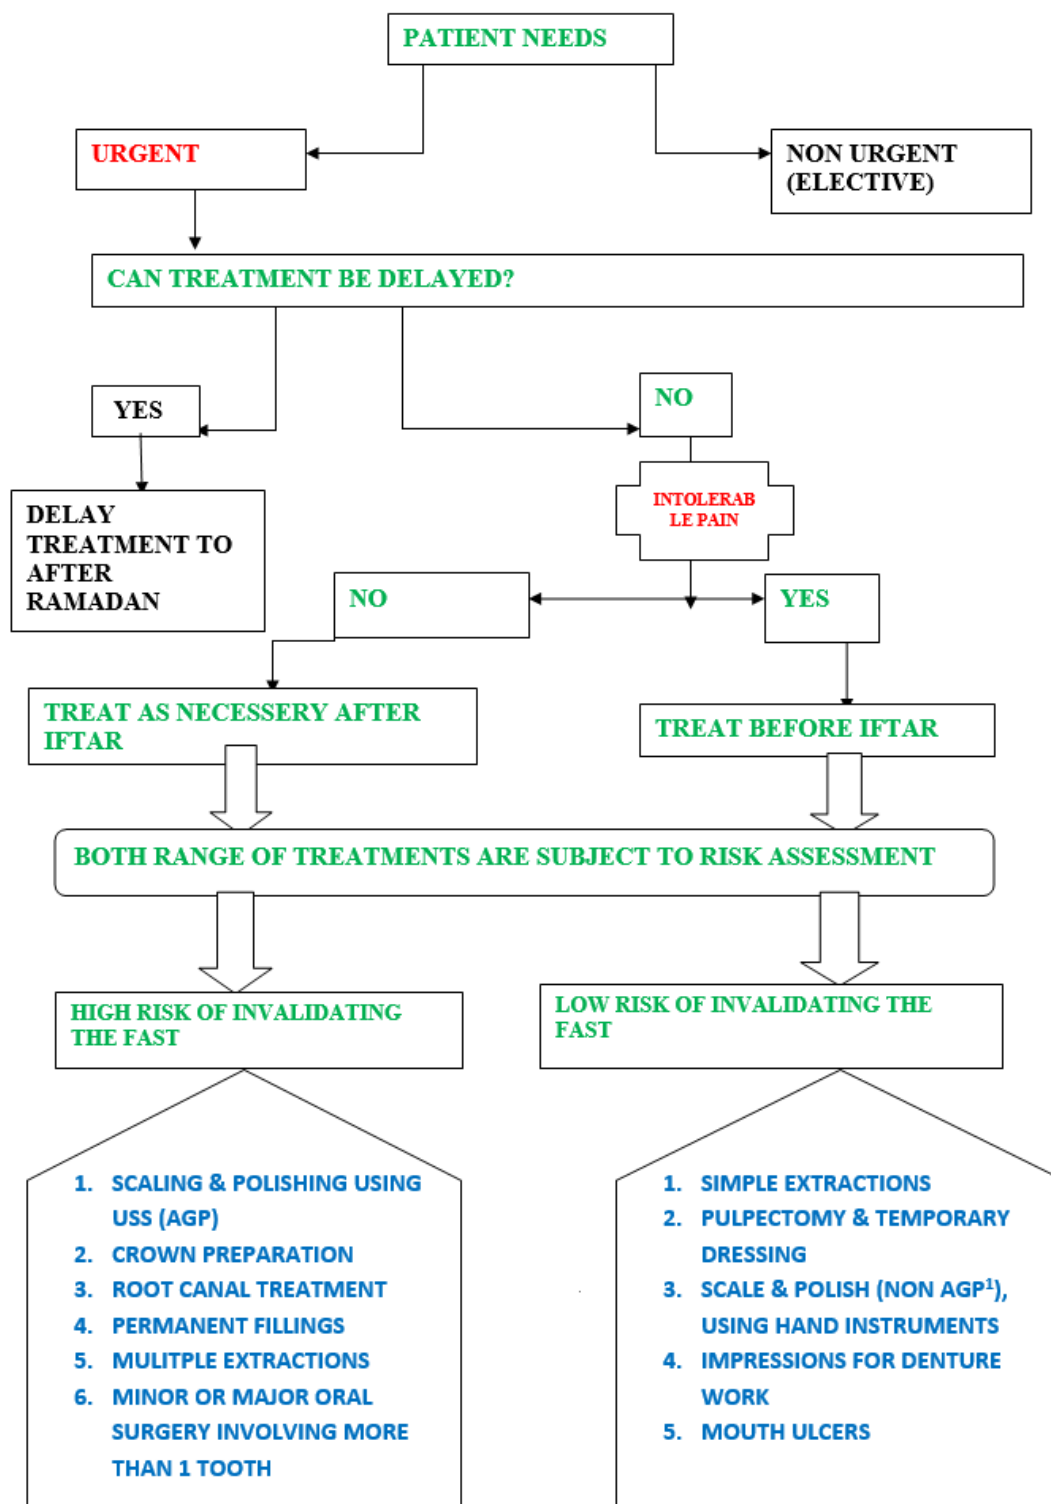 PATIENT NEEDS
URGENT
NON URGENT
(ELECTIVE)
CAN TREATMENT BE DELAYED?
YES
NO
INTOLERAB
LE PAIN
DELAY
TREATMENT TO
AFTER
RAMADAN
NO
YES
TREAT AS NECESSERY AFTER
IFTAR
TREAT BEFORE IFTAR
BOTH RANGE OF TREATMENTS ARE SUBJECT TO RISK ASSESSMENT
HIGH RISK OF INVALIDATING
THE FAST
LOW RISK OF INVALIDATING THE
FAST
1. SCALING & POLISHING USING
USS (AGP)
2. CROWN PREPARATION
3. ROOT CANAL TREATMENT
4. PERMANENT FILLINGS
5. MULITPLE EXTRACTIONS
6. MINOR OR MAJOR ORAL
SURGERY INVOLVING MORE
THAN 1 TOOTH
1. SIMPLE EXTRACTIONS
2. PULPECTOMY & TEMPORARY
DRESSING
3. SCALE & POLISH (NON AGP¹),
USING HAND INSTRUMENTS
4. IMPRESSIONS FOR DENTURE
WORK
5. MOUTH ULCERS